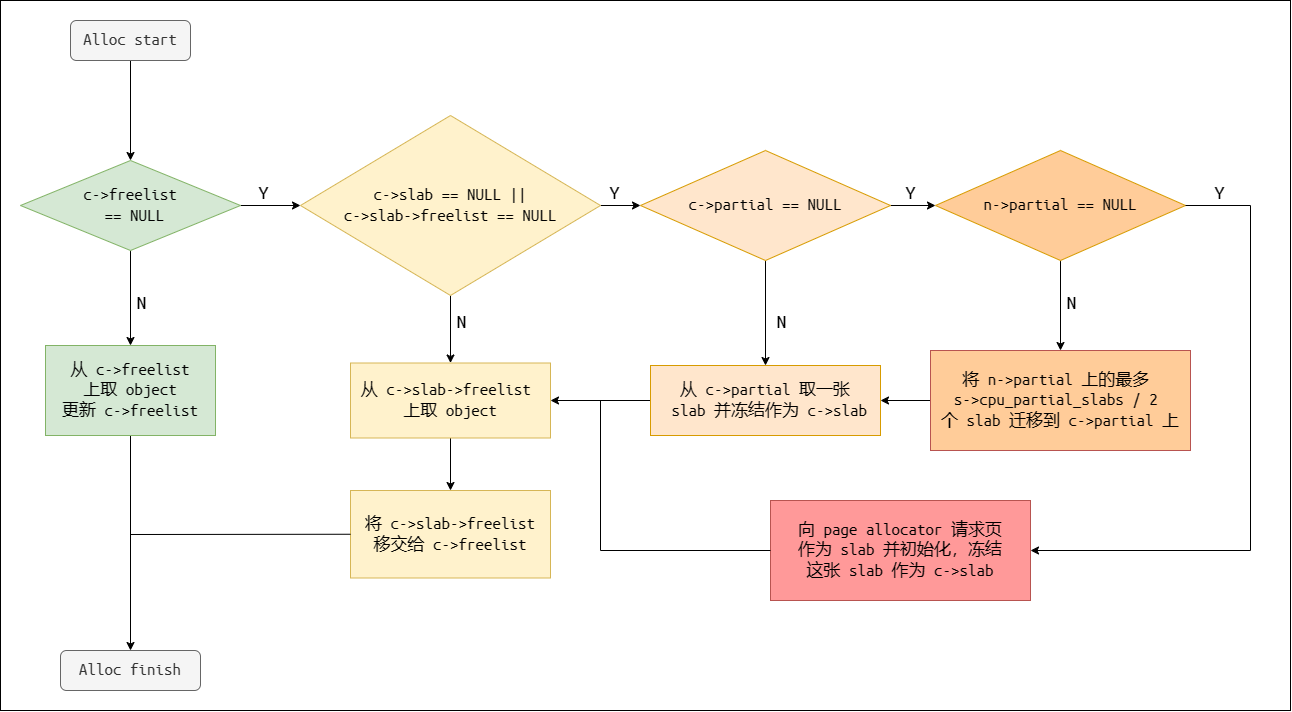 Alloc start
c->freelist
== NULL
Y
c->slab == NULL ||
c->slab->freelist == NULL
Y
c->partial == NULL
Y
n->partial == NULL
Y
N
N
N
N
从 c->freelist
上取 object
更新 c->freelist
从 c->slab->freelist
上取 object
从 c->partial 取一张
slab 并冻结作为 c->slab
将 n->partial 上的最多
s->cpu_partial_slabs / 2
个 slab 迁移到 c->partial 上
将 c->slab->freelist
移交给 c->freelist
向 page allocator 请求页
作为 slab 并初始化，冻结
这张 slab 作为 c->slab
Alloc finish